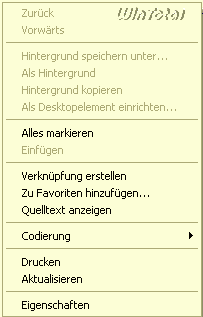 Zurück
WinTotal
Vorwärts
Hintergrund speichern unter...
Als Hintergrund
Hintergrund kopieren
Als Desktopelement einrichten...
Alles markieren
Einfügen
Verknüpfung erstellen
Zu Favoriten hinzufügen...
Quelltext anzeigen
Codierung
Drucken
Aktualisieren
Eigenschaften